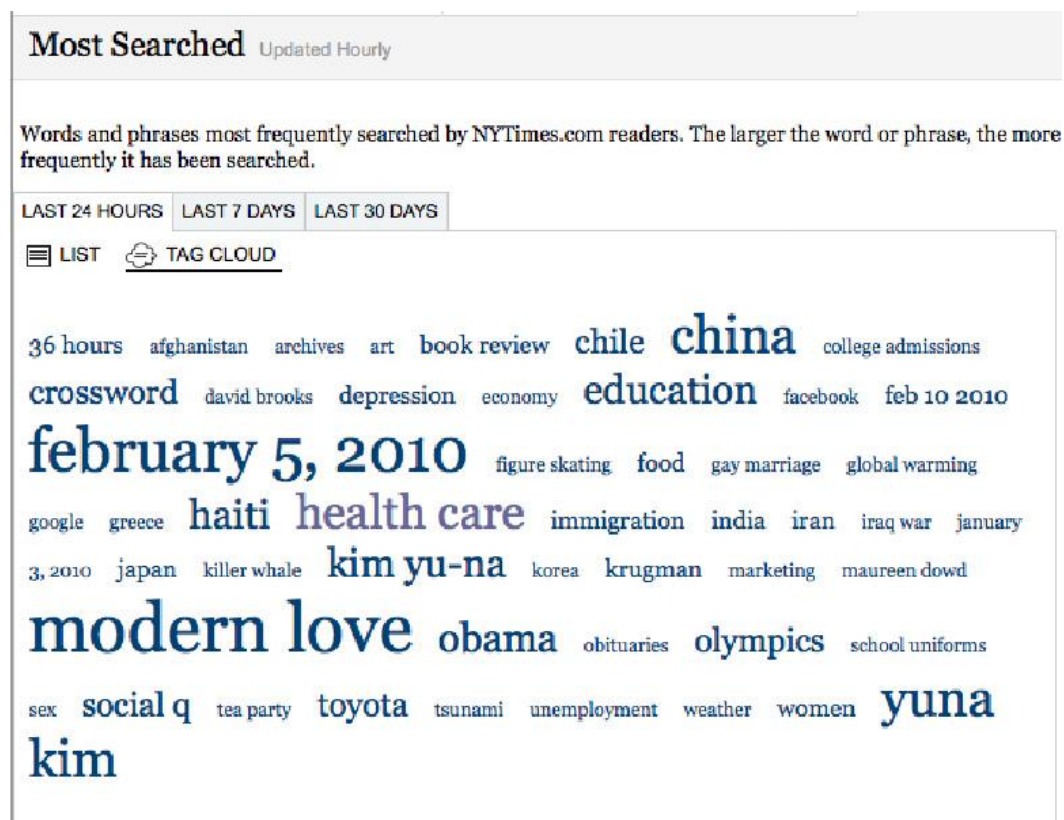 Most Searched Updated Hourly
Words and phrases most frequently searched by NYTimes.com readers. The larger the word or phrase, the more
frequently it has been searched.
LAST 24 HOURS LAST 7 DAYS LAST 30 DAYS
LIST TAG CLOUD
36 hours afghanistan archives art book review chile china college admissions
crossword david brooks depression economy education facebook feb 10 2010
february 5, 2010 figure skating food gay marriage global warming
google greece haiti health care immigration india iran iraq war january
3, 2010 japan killer whale kim yu-na korea krugman marketing maureen dowd
modern love obama obituaries olympics school uniforms
sex social q tea party toyota tsunami unemployment weather women yuna
kim